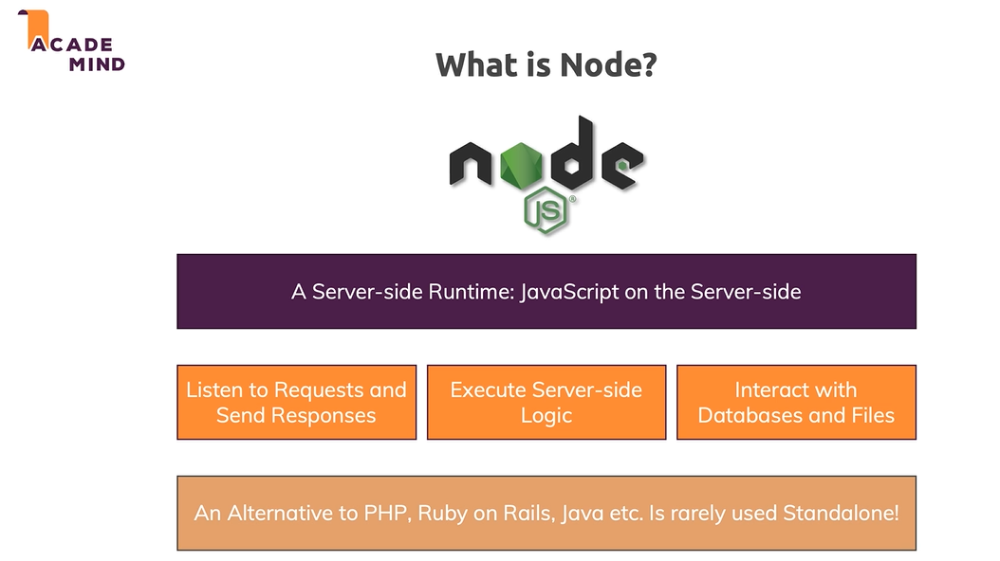 ACADE
MIND
What is Node?
node
JS®
A Server-side Runtime: JavaScript on the Server-side
Listen to Requests and
Send Responses
Execute Server-side
Logic
Interact with
Databases and Files
An Alternative to PHP, Ruby on Rails, Java etc. Is rarely used Standalone!